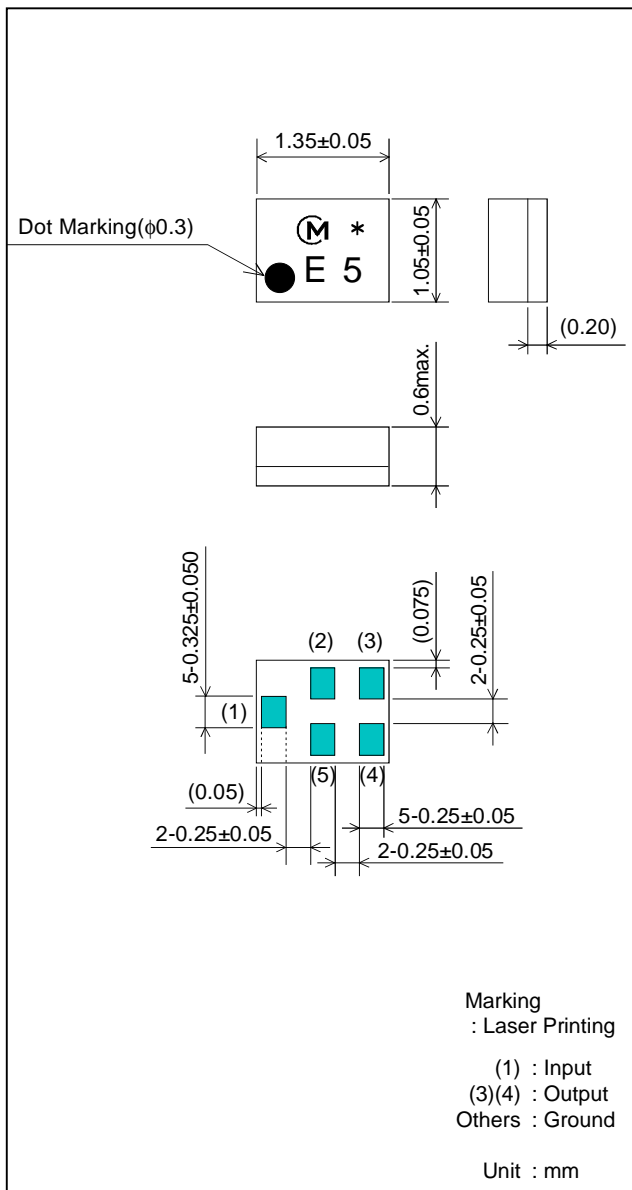 1.35±0.05
Dot Marking(ϕ0.3)
M *
E 5
1.05±0.05
(0.20)
0.6max.
5-0.325±0.050
(0.075)
2-0.25±0.05
(2) (3)
(1)
(5) (4)
(0.05)
5-0.25±0.05
2-0.25±0.05
2-0.25±0.05
Marking
: Laser Printing
(1) : Input
(3)(4) : Output
Others : Ground
Unit : mm